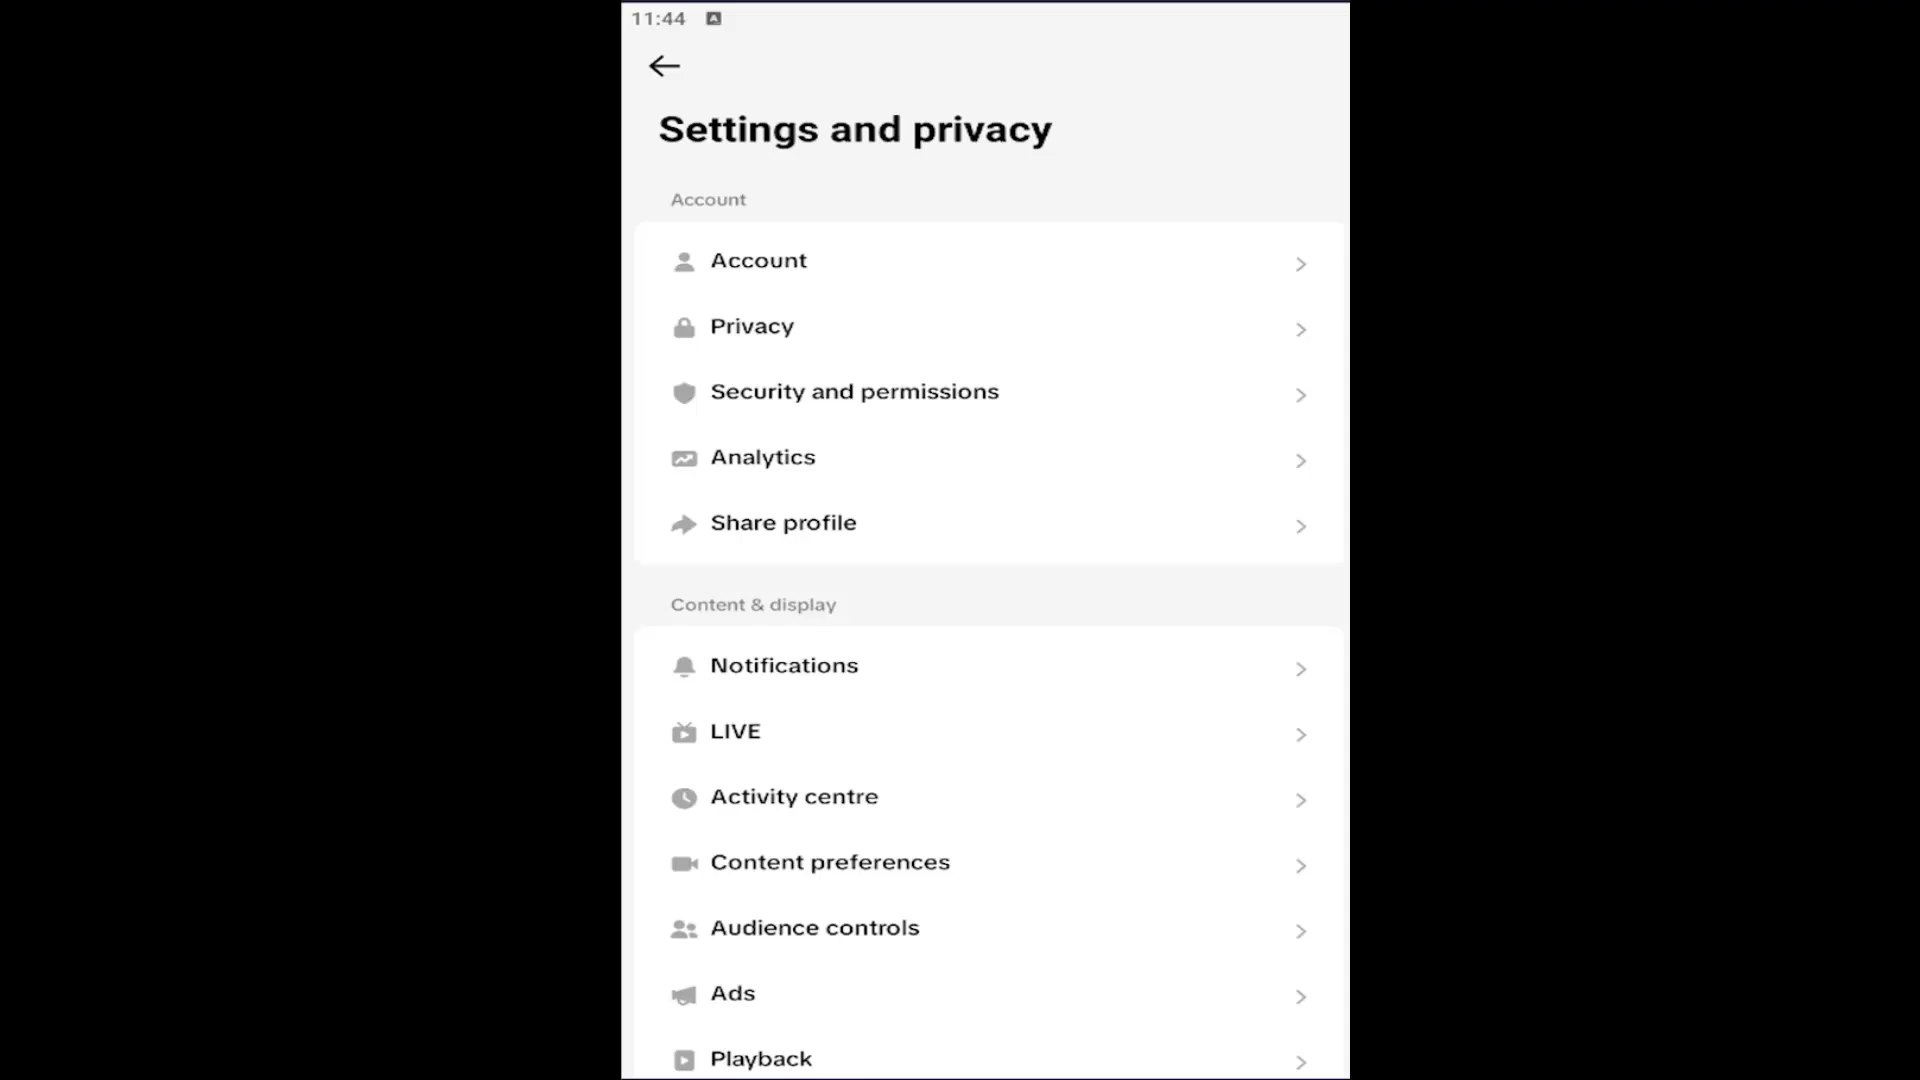 11:44
Settings and privacy
Account
Account
Privacy
Security and permissions
Analytics
Share profile
Content & display
Notifications
LIVE
Activity centre
Content preferences
Audience controls
Ads
Playback